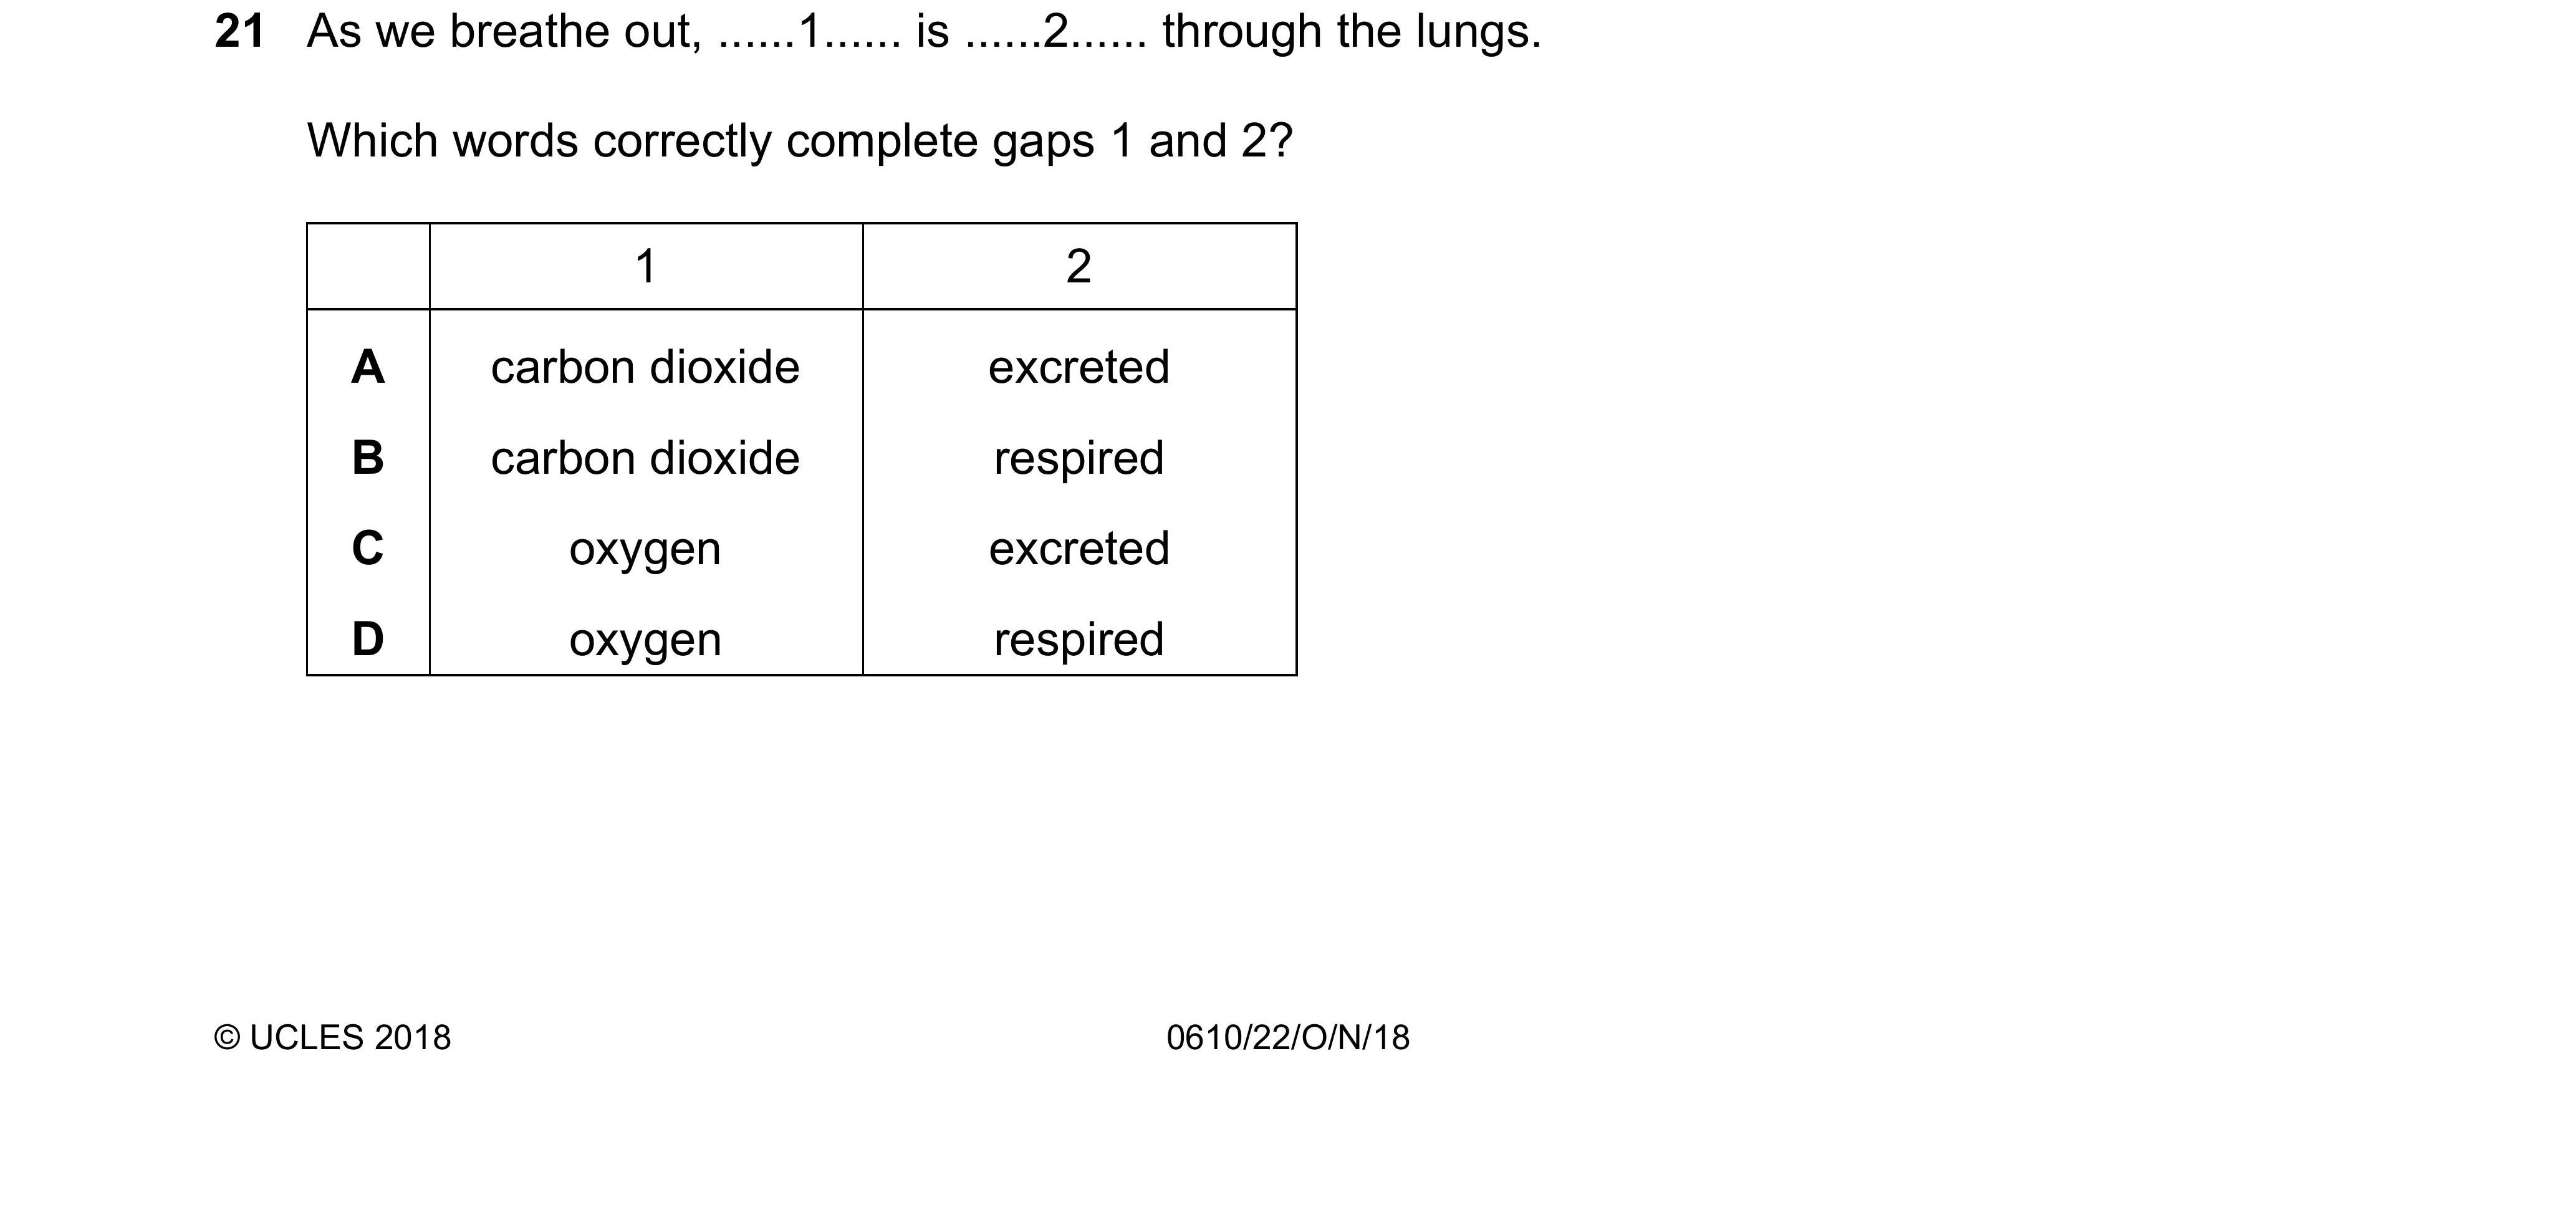 21 As we breathe out, ......1...... is ......2...... through the lungs.
Which words correctly complete gaps 1 and 2?
1 2
A carbon dioxide excreted
B carbon dioxide respired
C oxygen excreted
D oxygen respired
© UCLES 2018 0610/22/O/N/18